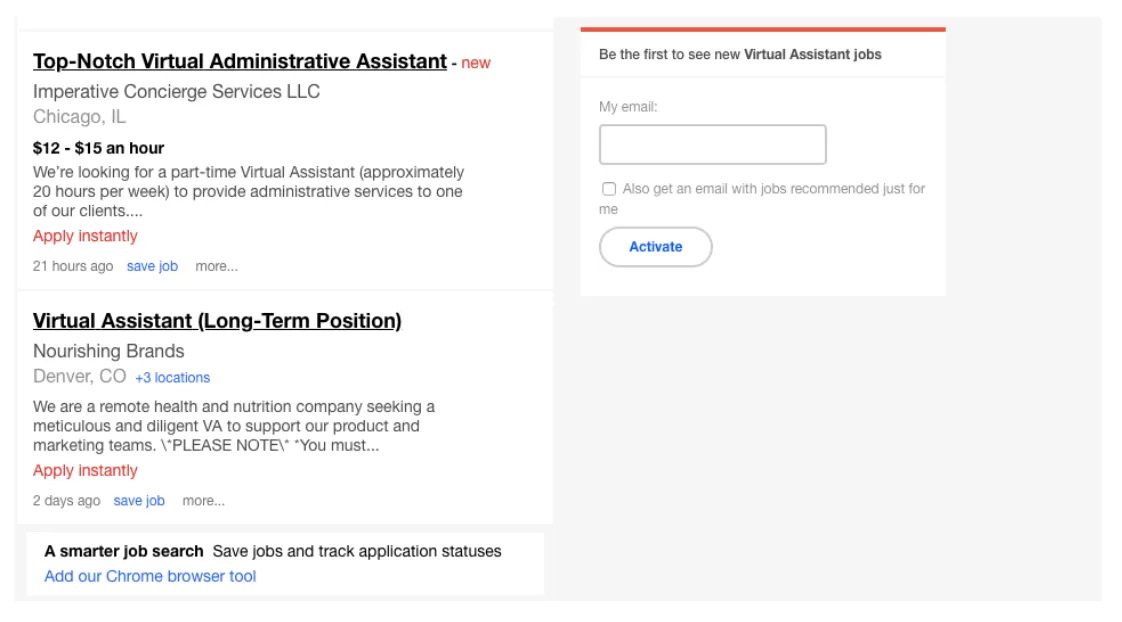 Top-Notch Virtual Administrative Assistant - new
Imperative Concierge Services LLC
Chicago, IL
$12 - $15 an hour
We're looking for a part-time Virtual Assistant (approximately
20 hours per week) to provide administrative services to one
of our clients....
Apply instantly
21 hours ago save job more...
Virtual Assistant (Long-Term Position)
Nourishing Brands
Denver, CO +3 locations
We are a remote health and nutrition company seeking a
meticulous and diligent VA to support our product and
marketing teams. \*PLEASE NOTE\* *You must...
Apply instantly
2 days ago save job more...
A smarter job search Save jobs and track application statuses
Add our Chrome browser tool
Be the first to see new Virtual Assistant jobs
My email:
Also get an email with jobs recommended just for
me
Activate